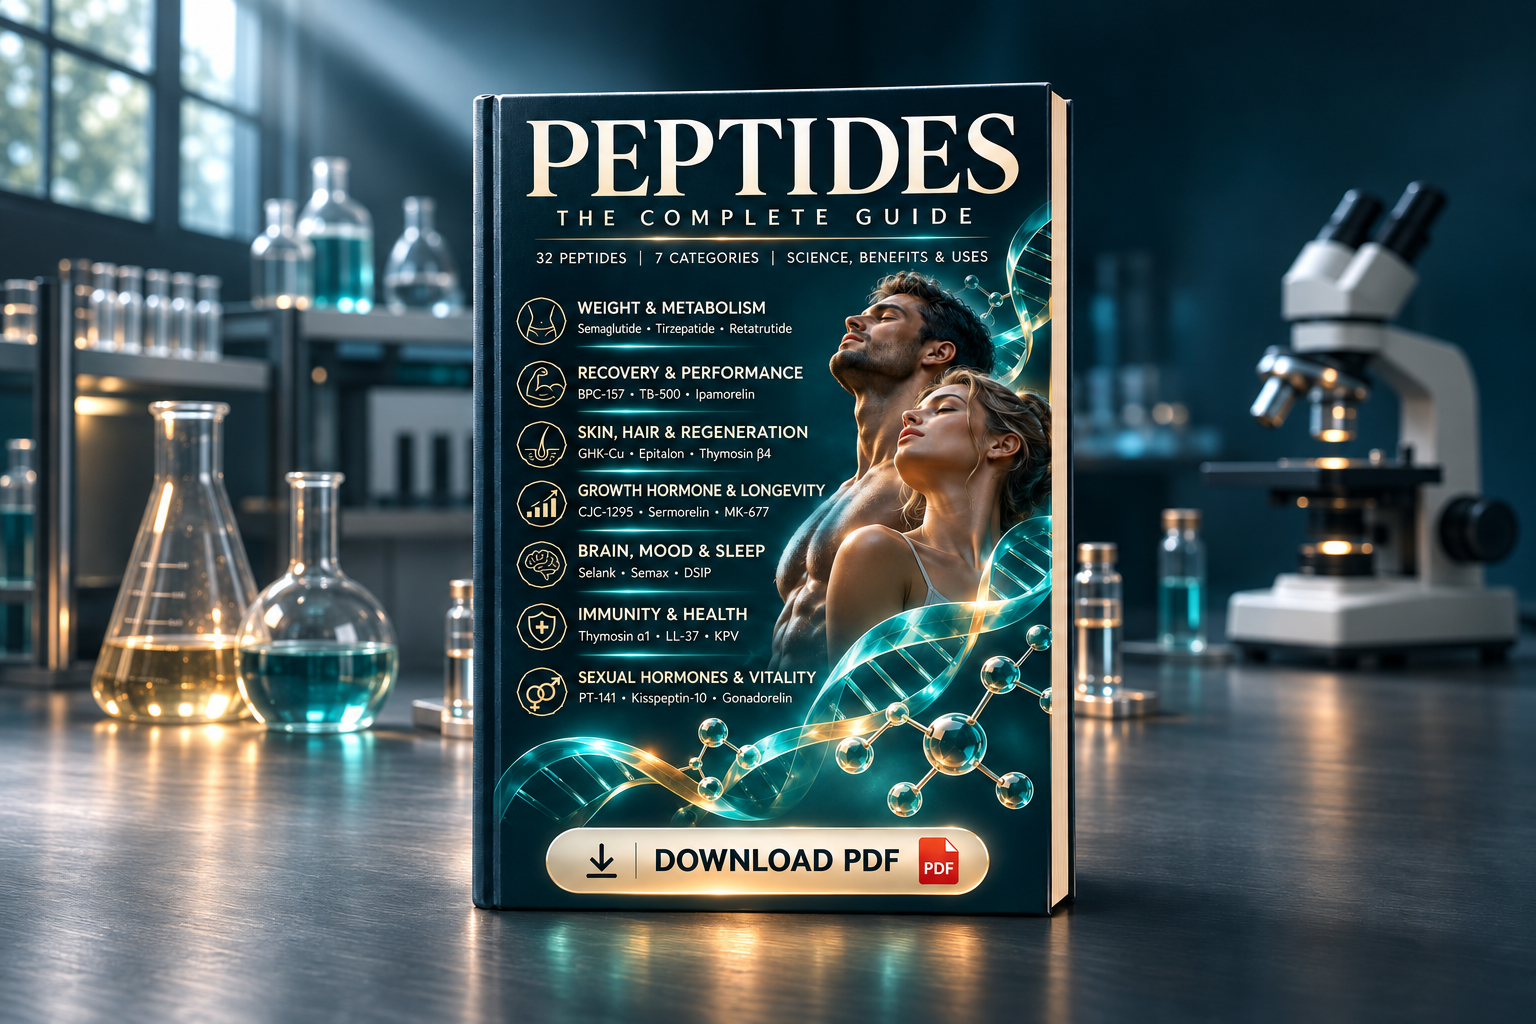 PEPTIDES
THE COMPLETE GUIDE
32 PEPTIDES | 7 CATEGORIES | SCIENCE, BENEFITS & USES
WEIGHT & METABOLISM
Semaglutide • Tirzepatide • Retatrutide
RECOVERY & PERFORMANCE
BPC-157 • TB-500 • Ipamorelin
SKIN, HAIR & REGENERATION
GHK-Cu • Epitalon • Thymosin β4
GROWTH HORMONE & LONGEVITY
CJC-1295 • Sermorelin • MK-677
BRAIN, MOOD & SLEEP
Selank • Semax • DSIP
IMMUNITY & HEALTH
Thymosin α1 • LL-37 • KPV
SEXUAL HORMONES & VITALITY
PT-141 • Kisspeptin-10 • Gonadorelin
DOWNLOAD PDF
PDF